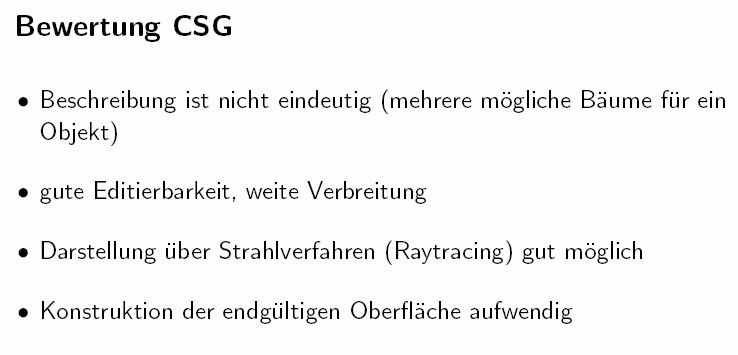 Bewertung CSG
• Beschreibung ist nicht eindeutig (mehrere mögliche Bäume für ein
Objekt)
• gute Editierbarkeit, weite Verbreitung
• Darstellung über Strahlverfahren (Raytracing) gut möglich
• Konstruktion der endgültigen Oberfläche aufwendig